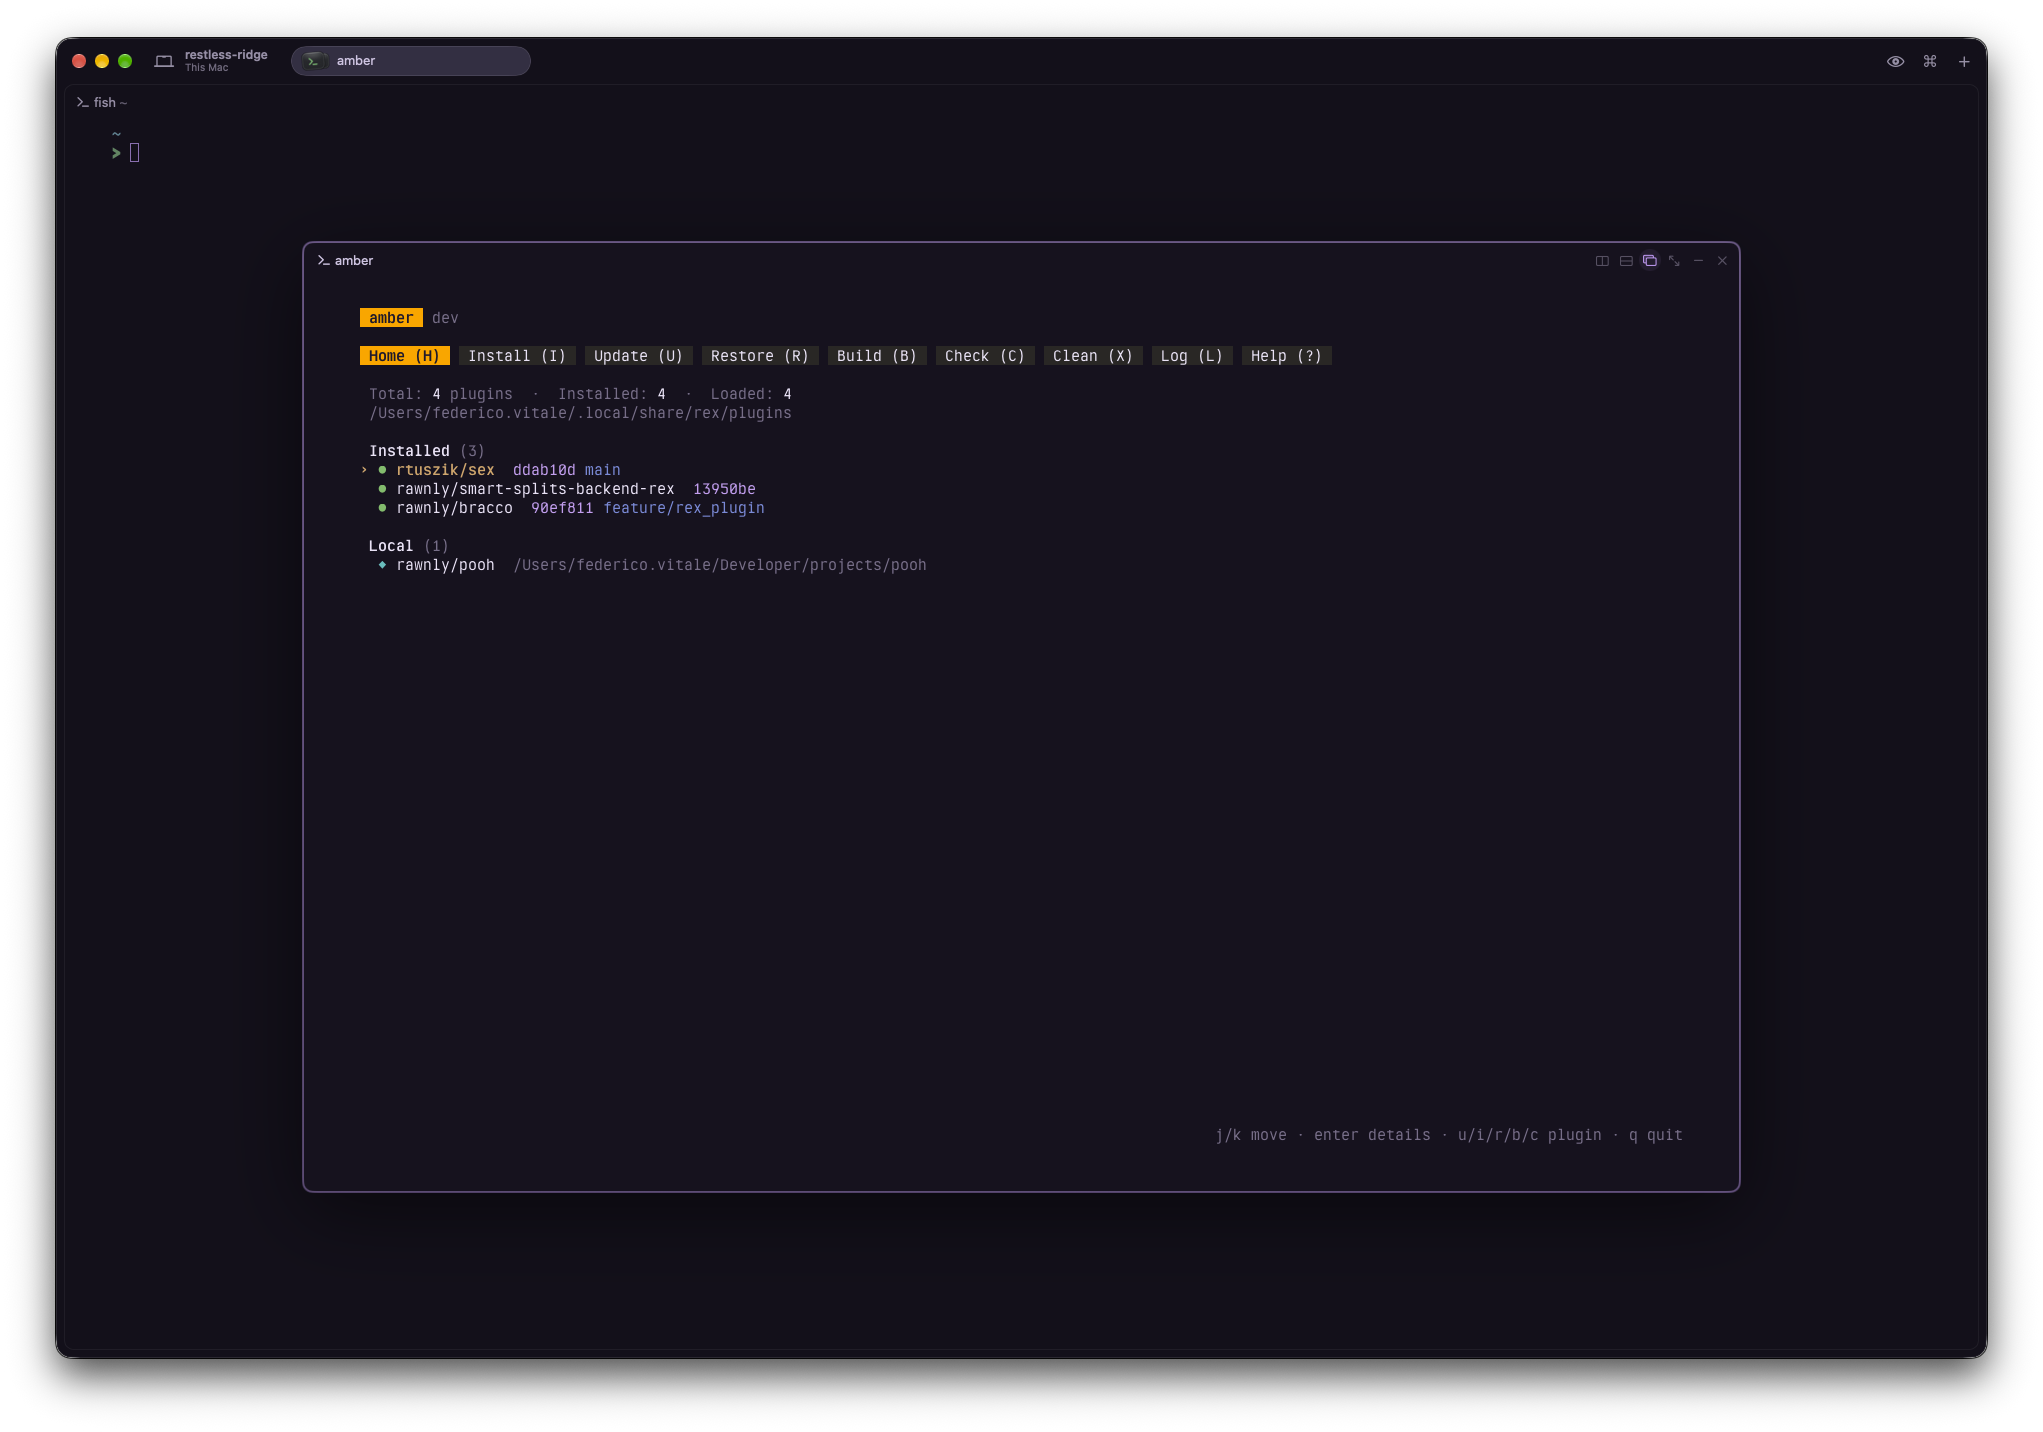 restless-ridge
This Mac
amber
fish ~
~
>
amber
amber dev
Home (H) Install (I) Update (U) Restore (R) Build (B) Check (C) Clean (X) Log (L) Help (?)
Total: 4 plugins · Installed: 4 · Loaded: 4
/Users/federico.vitale/.local/share/rex/plugins
Installed (3)
› ● rtuszik/sex ddab10d main
● rawnly/smart-splits-backend-rex 13950be
● rawnly/bracco 90ef811 feature/rex_plugin
Local (1)
◆ rawnly/pooh /Users/federico.vitale/Developer/projects/pooh
j/k move · enter details · u/i/r/b/c plugin · q quit